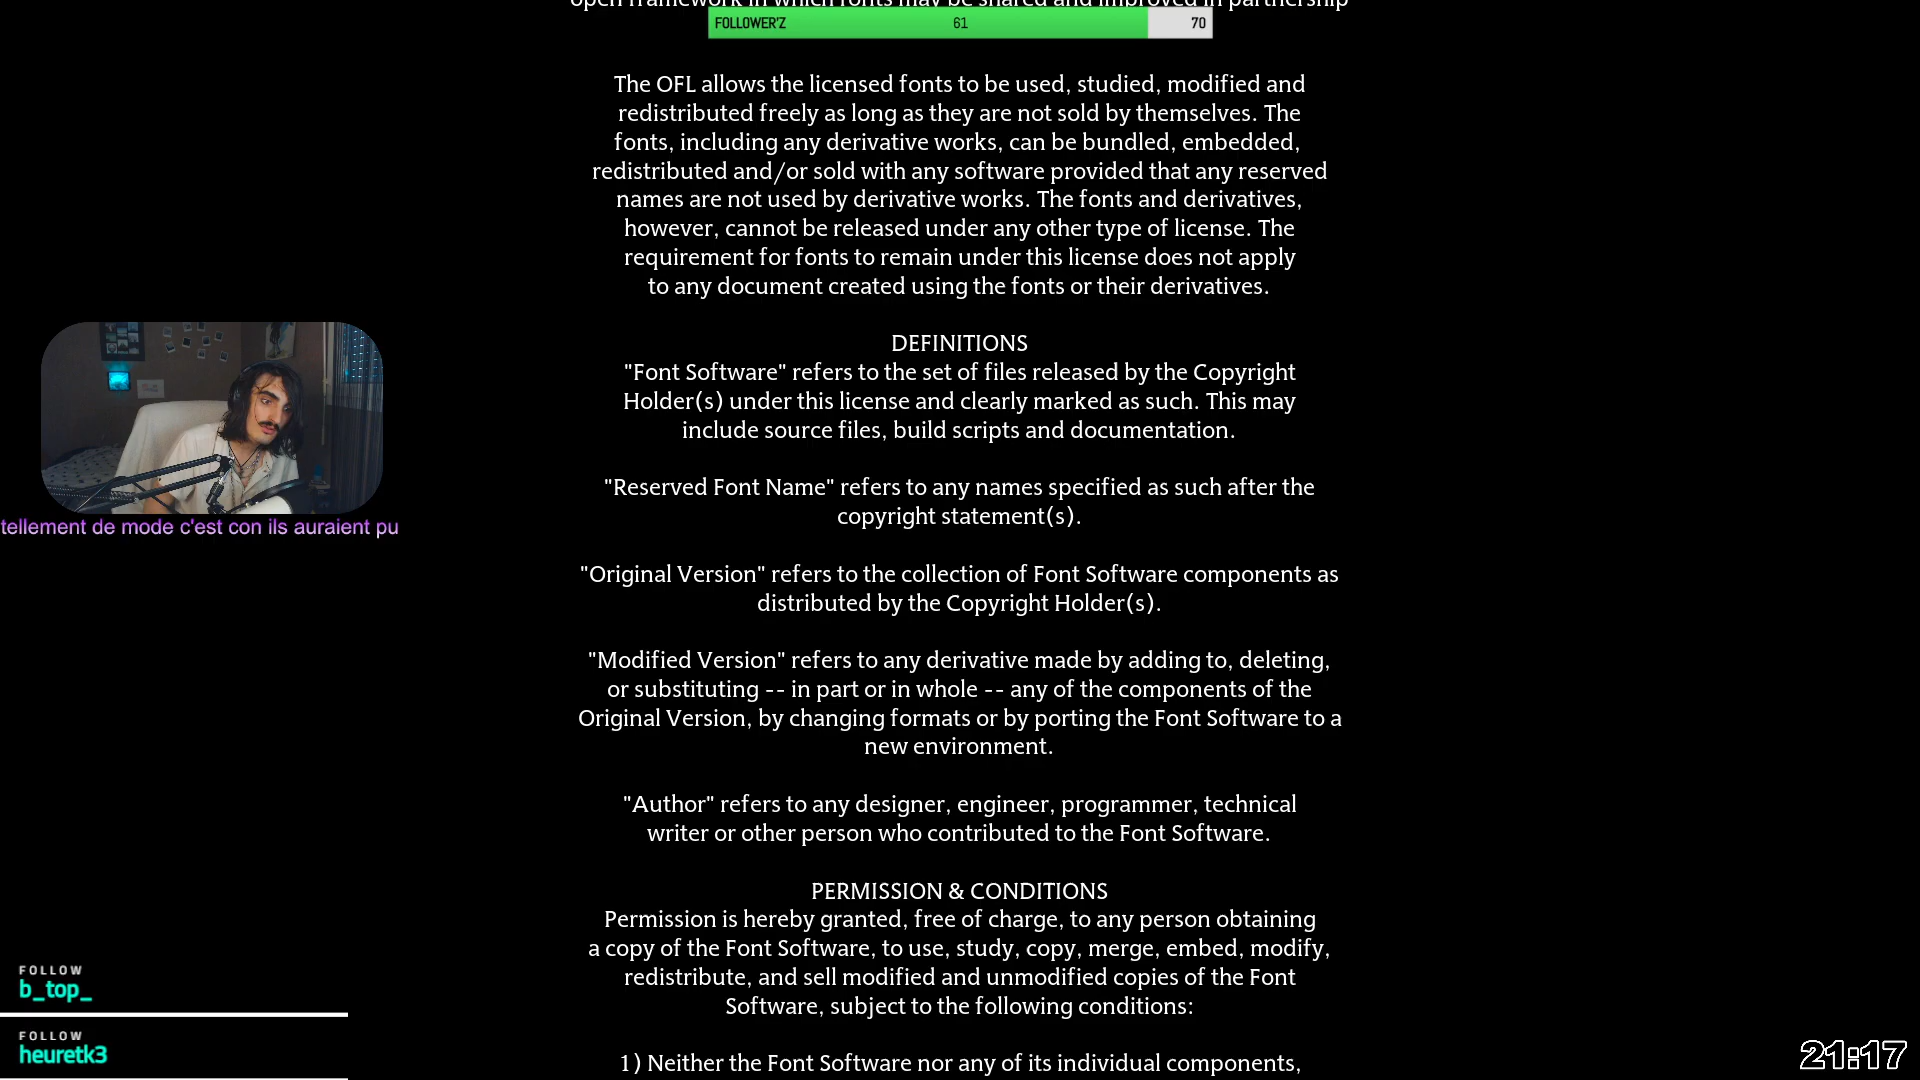 open framework in which fonts may be shared and improved in partnership
FOLLOWER'Z 61 70
The OFL allows the licensed fonts to be used, studied, modified and
redistributed freely as long as they are not sold by themselves. The
fonts, including any derivative works, can be bundled, embedded,
redistributed and/or sold with any software provided that any reserved
names are not used by derivative works. The fonts and derivatives,
however, cannot be released under any other type of license. The
requirement for fonts to remain under this license does not apply
to any document created using the fonts or their derivatives.
DEFINITIONS
"Font Software" refers to the set of files released by the Copyright
Holder(s) under this license and clearly marked as such. This may
include source files, build scripts and documentation.
"Reserved Font Name" refers to any names specified as such after the
copyright statement(s).
"Original Version" refers to the collection of Font Software components as
distributed by the Copyright Holder(s).
"Modified Version" refers to any derivative made by adding to, deleting,
or substituting -- in part or in whole -- any of the components of the
Original Version, by changing formats or by porting the Font Software to a
new environment.
"Author" refers to any designer, engineer, programmer, technical
writer or other person who contributed to the Font Software.
PERMISSION & CONDITIONS
Permission is hereby granted, free of charge, to any person obtaining
a copy of the Font Software, to use, study, copy, merge, embed, modify,
redistribute, and sell modified and unmodified copies of the Font
Software, subject to the following conditions:
1) Neither the Font Software nor any of its individual components,
tellement de mode c'est con ils auraient pu
FOLLOW
b_top_
FOLLOW
heuretk3
21:17